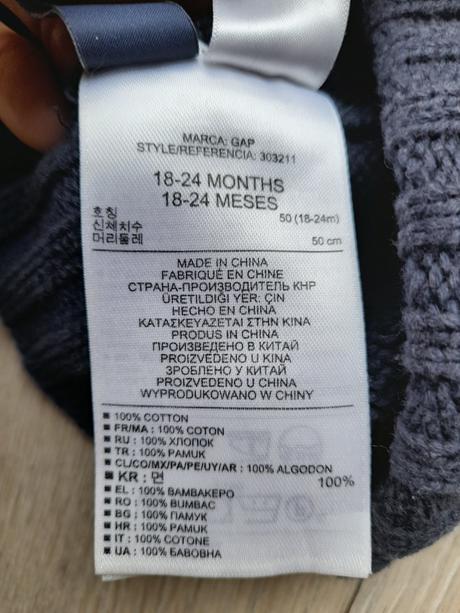 MARCA: GAP
STYLE/REFERENCIA: 303211
18-24 MONTHS
18-24 MESES
호칭 50 (18-24m)
신체치수
머리둘레 50 cm
MADE IN CHINA
FABRIQUÉ EN CHINE
СТРАНА-ПРОИЗВОДИТЕЛЬ КНР
ÜRETILDIĞI YER: ÇIN
HECHO EN CHINA
ΚΑΤΑΣΚΕΥΑΖΕΤΑΙ ΣΤΗΝ ΚΙΝΑ
PRODUS IN CHINA
ПРОИЗВЕДЕНО В КИТАЙ
PROIZVEDENO U KINA
ЗРОБЛЕНО У КИТАЙ
PROIZVEDENO U KINI
WYPRODUKOWANO W CHINY
■ 100% COTTON
■ FR/MA : 100% COTON
■ RU : 100% ХЛОПОК
■ TR : 100% PAMUK
■ CL/CO/MX/PA/PE/UY/AR : 100% ALGODON
■ KR : 면 100%
■ EL : 100% ΒΑΜΒΑΚΕΡΟ
■ RO : 100% BUMBAC
■ BG : 100% ПАМУК
■ HR : 100% PAMUK
■ IT : 100% COTONE
■ UA : 100% БАВОВНА